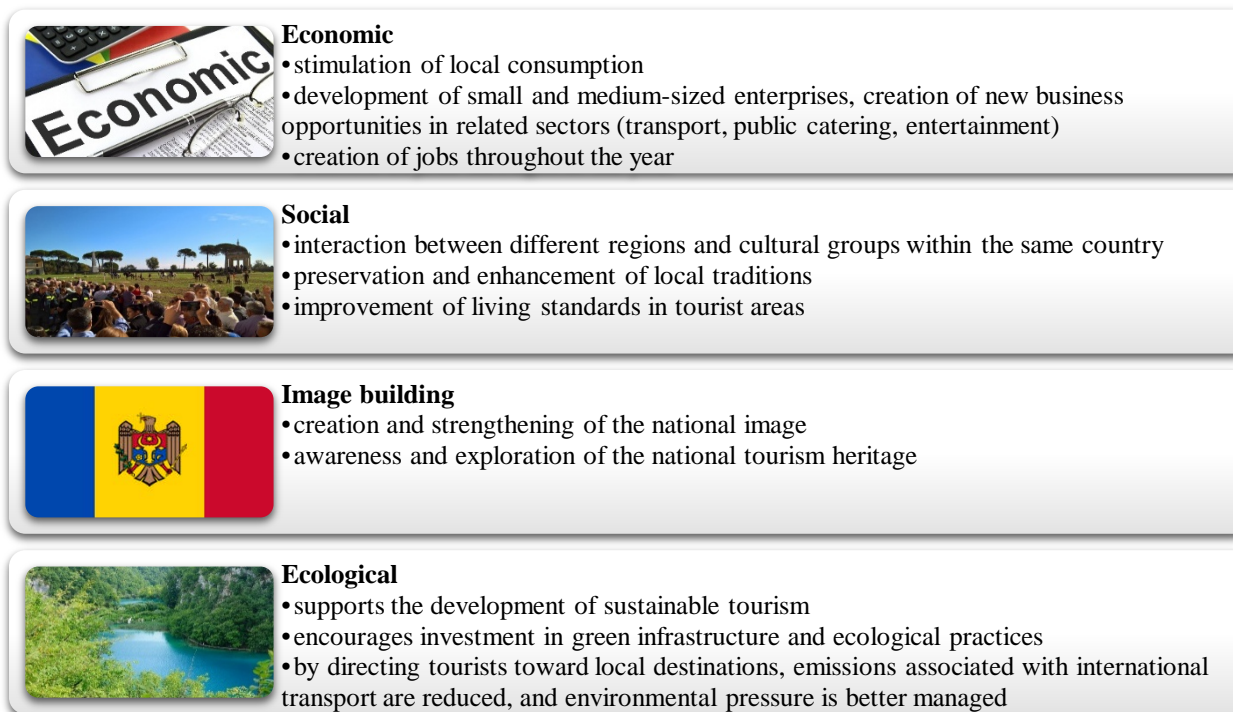 Economic
Economic
•stimulation of local consumption
•development of small and medium-sized enterprises, creation of new business
opportunities in related sectors (transport, public catering, entertainment)
•creation of jobs throughout the year
Social
•interaction between different regions and cultural groups within the same country
•preservation and enhancement of local traditions
•improvement of living standards in tourist areas
Image building
•creation and strengthening of the national image
•awareness and exploration of the national tourism heritage
Ecological
•supports the development of sustainable tourism
•encourages investment in green infrastructure and ecological practices
•by directing tourists toward local destinations, emissions associated with international
transport are reduced, and environmental pressure is better managed